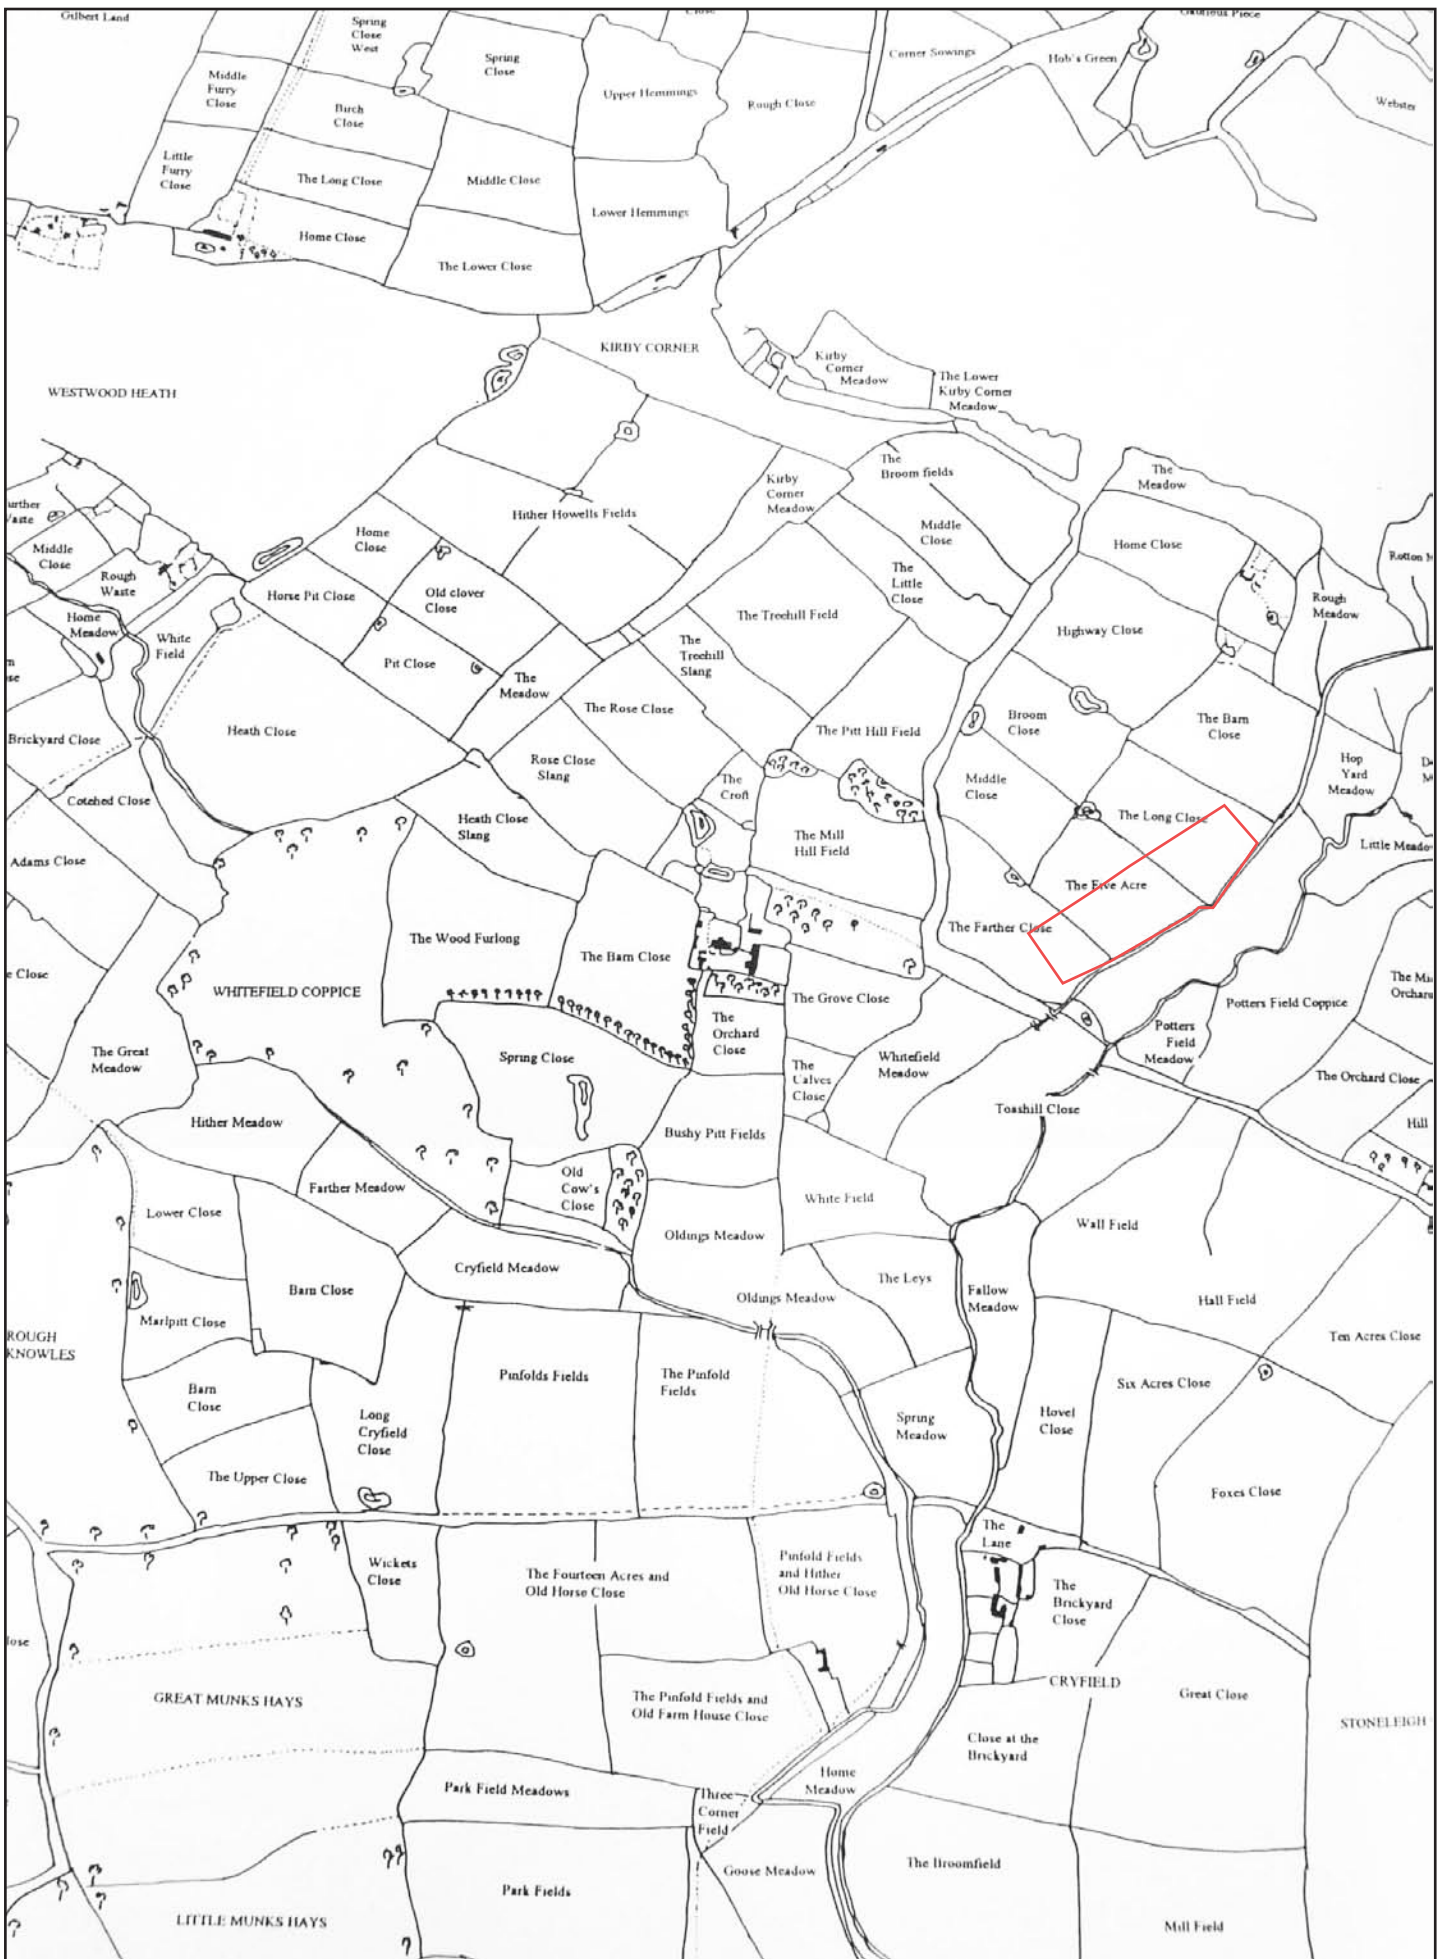 Gilbert Land
Spring
Close
West
Spring
Close
Close
Corner Sowings
Hob's Green
Piece
Middle
Furry
Close
Birch
Close
Upper Hemmings
Rough Close
Webster
Little
Furry
Close
The Long Close
Middle Close
Lower Hemmings
Home Close
The Lower Close
KIRBY CORNER
WESTWOOD HEATH
Kirby
Corner
Meadow
The Lower
Kirby Corner
Meadow
The
Broom fields
The
Meadow
Kirby
Corner
Meadow
urther
Vaste
Hither Howells Fields
Middle
Close
Home
Close
Home Close
Middle
Close
Rotton M
Rough
Waste
The
Little
Close
Horse Pit Close
Old clover
Close
Rough
Meadow
Home
Meadow
The Treehill Field
Highway Close
White
Field
The
Treehill
Slang
Pit Close
The
Meadow
The Rose Close
Broom
Close
The Barn
Close
Heath Close
The Pitt Hill Field
Brickyard Close
Rose Close
Slang
Hop
Yard
Meadow
The
Croft
Middle
Close
Cotched Close
Heath Close
Slang
The Long Close
The Mill
Hill Field
Little Meado
Adams Close
The Five Acre
The Farther Close
The Wood Furlong
The Barn Close
e Close
WHITEFIELD COPPICE
The Grove Close
Potters Field Coppice
The Mi
Orchar
The
Orchard
Close
Potters
Field
Meadow
The Great
Meadow
Spring Close
Whitefield
Meadow
The
Calves
Close
The Orchard Close
Toashill Close
Hither Meadow
Bushy Pitt Fields
Hill
Old
Cow's
Close
Farther Meadow
White Field
Lower Close
Wall Field
Oldings Meadow
Cryfield Meadow
The Leys
Barn Close
Fallow
Meadow
Oldings Meadow
Hall Field
Marlpitt Close
ROUGH
KNOWLES
Ten Acres Close
Pinfolds Fields
The Pinfold
Fields
Six Acres Close
Barn
Close
Long
Cryfield
Close
Spring
Meadow
Hovel
Close
The Upper Close
Foxes Close
The
Lane
Wickets
Close
The Fourteen Acres and
Old Horse Close
Pinfold Fields
and Hither
Old Horse Close
The
Brickyard
Close
lose
CRYFIELD
GREAT MUNKS HAYS
The Pinfold Fields and
Old Farm House Close
Great Close
STONELEIGH
Close at the
Brickyard
Home
Meadow
Park Field Meadows
Three
Corner
Field
The Broomfield
Goose Meadow
Park Fields
LITTLE MUNKS HAYS
Mill Field